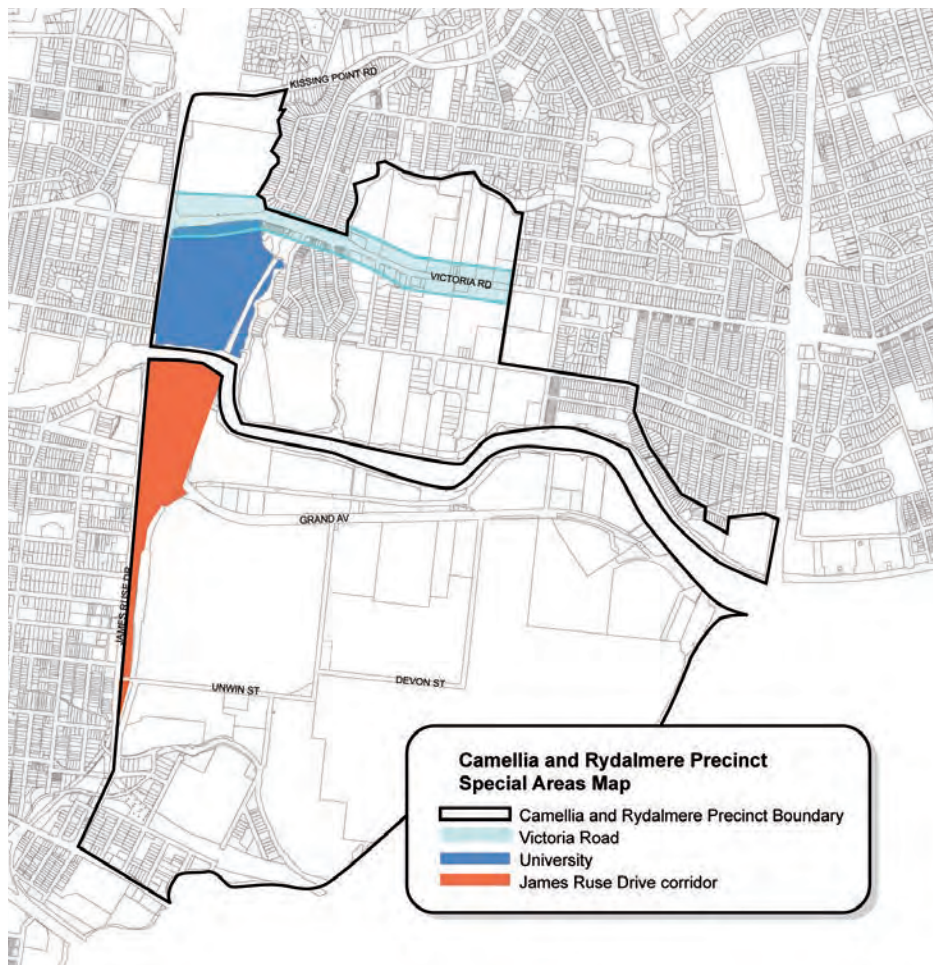 KISSING POINT RD
VICTORIA RD
GRAND AV
JAMES RUSE DR
UNWIN ST
DEVON ST
Camellia and Rydalmere Precinct
Special Areas Map
Camellia and Rydalmere Precinct Boundary
Victoria Road
University
James Ruse Drive corridor